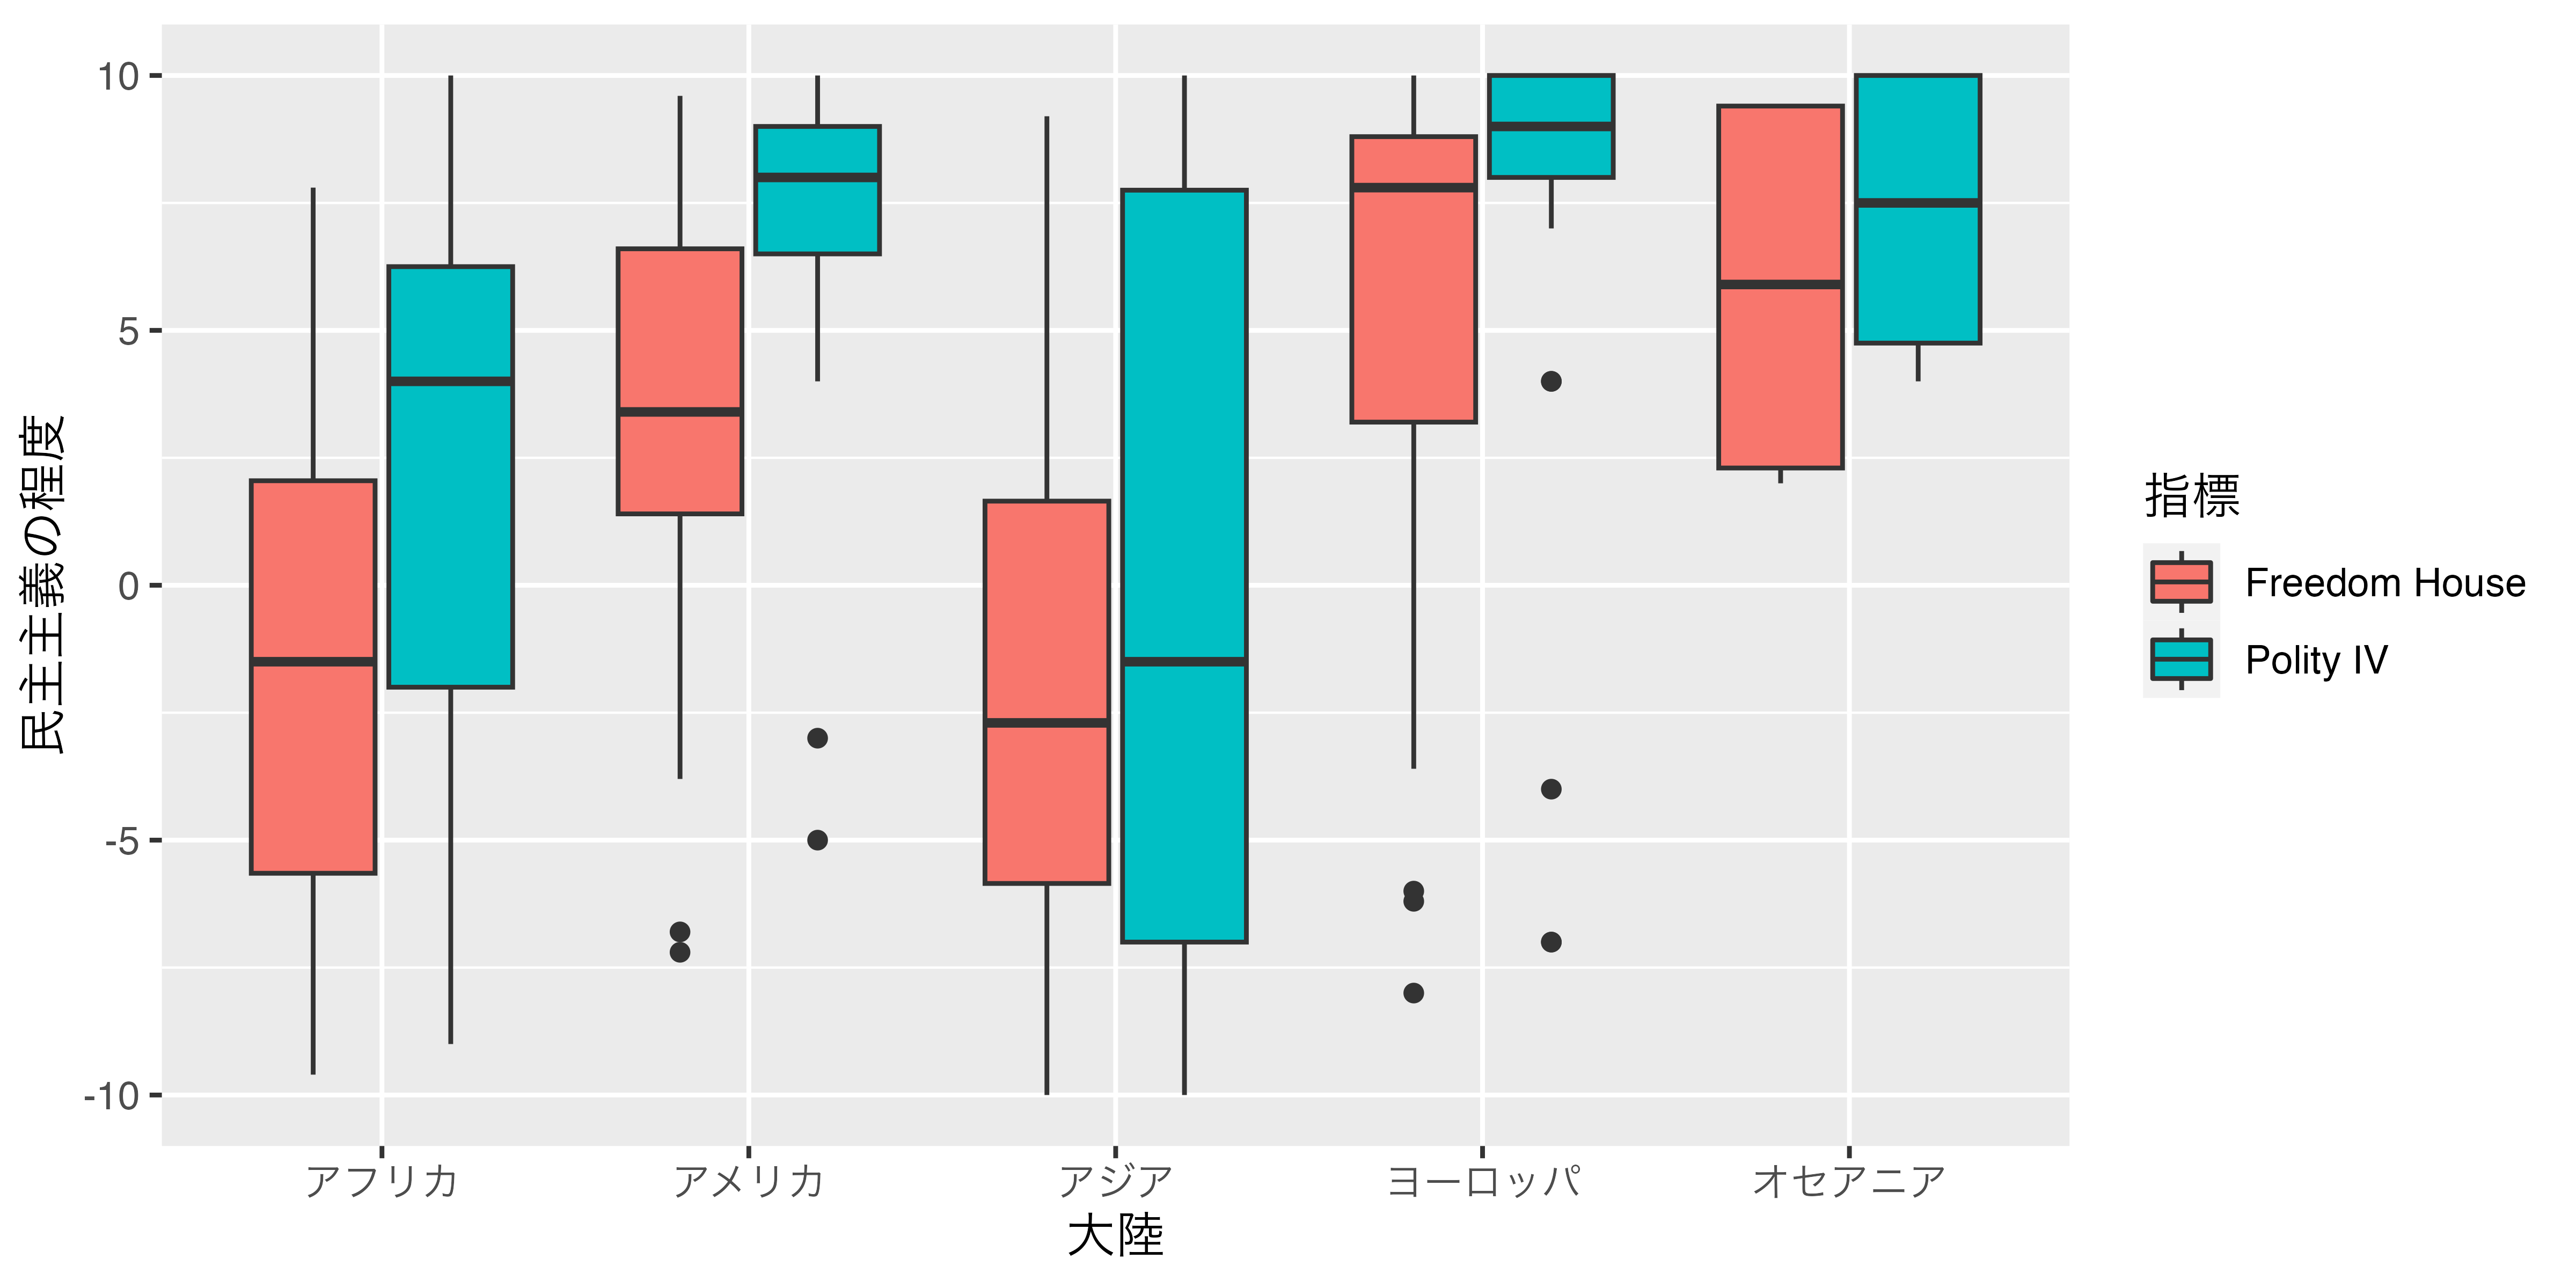 民主主義の程度
10
5
0
-5
-10
アフリカ
アメリカ
アジア
ヨーロッパ
オセアニア
大陸
指標
Freedom House
Polity IV